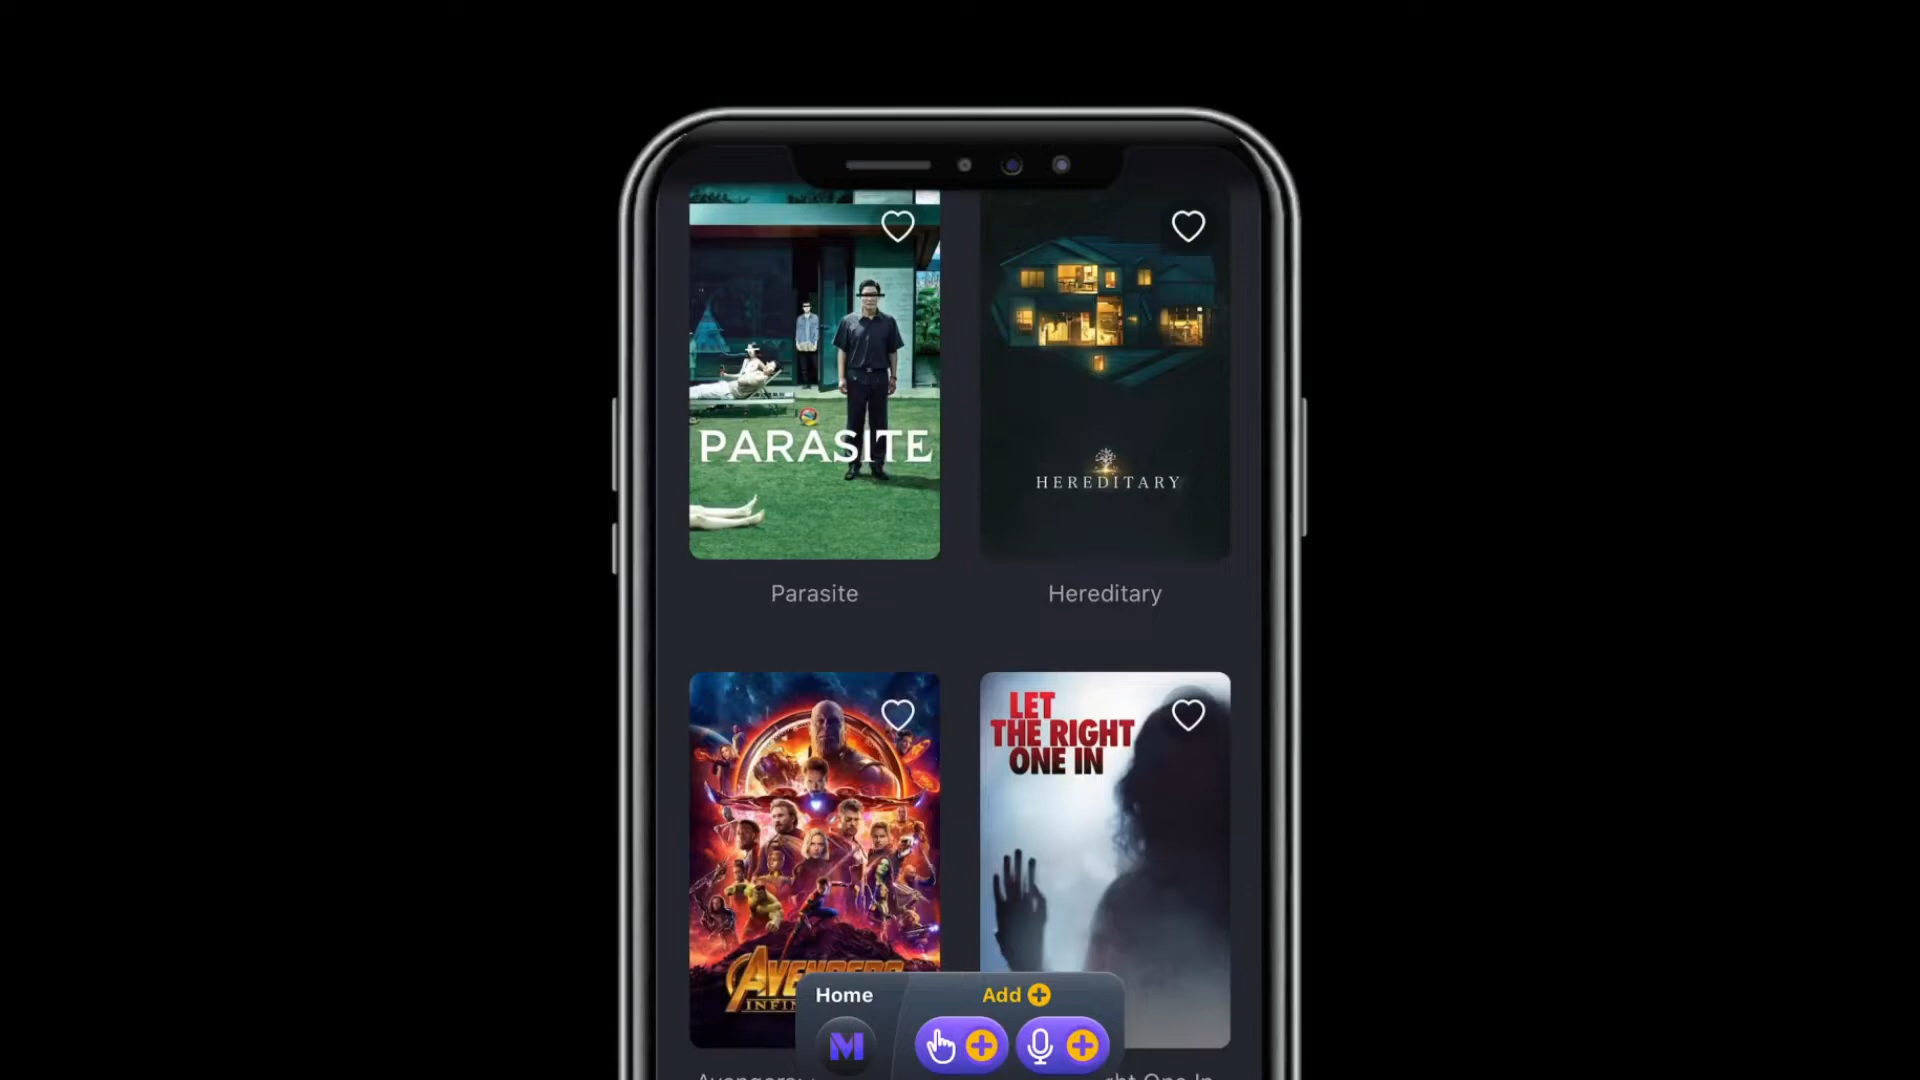 PARASITE
HEREDITARY
Parasite
Hereditary
LET
THE RIGHT
ONE IN
Home
Add
M